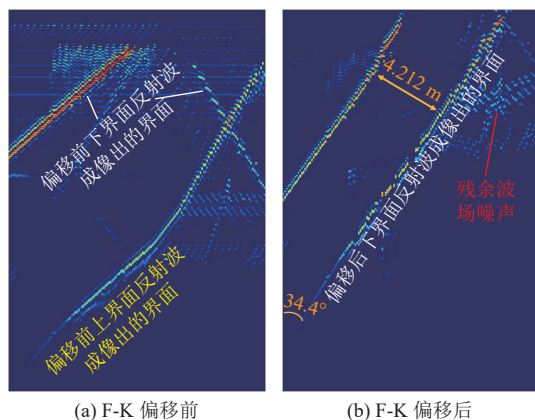 偏移前下界面反射波
成像出的界面
偏移前上界面反射波
成像出的界面
4.212 m
偏移后下界面反射波成像出的界面
残余波
场噪声
34.4°
(a) F-K 偏移前
(b) F-K 偏移后